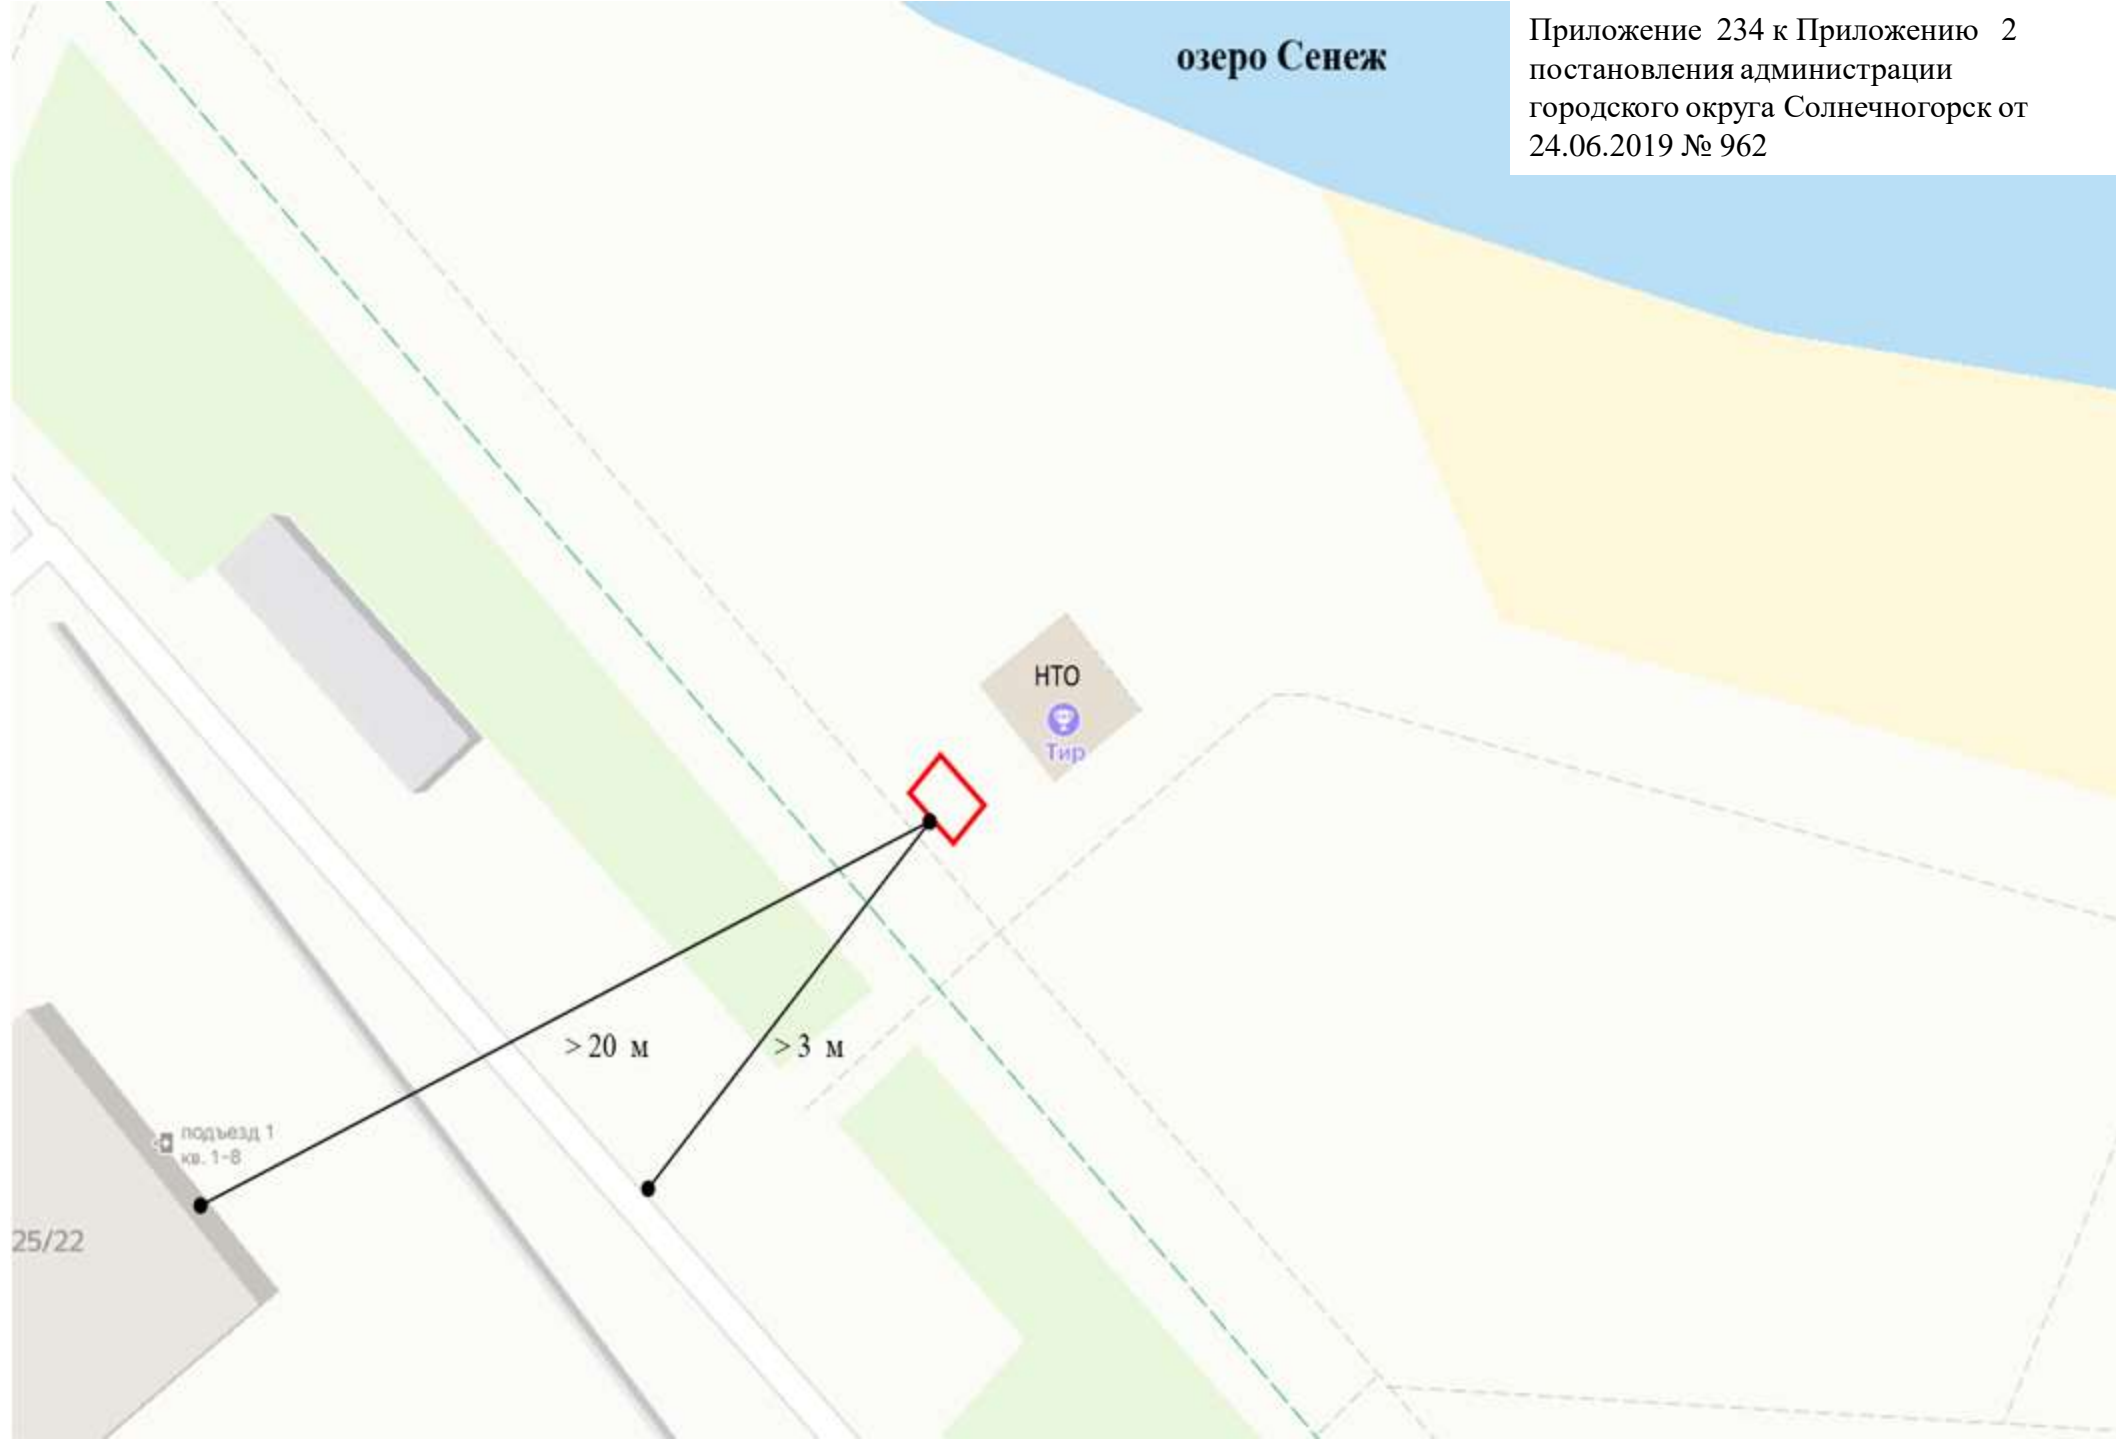 озеро Сенеж
Приложение 234 к Приложению 2
постановления администрации
городского округа Солнечногорск от
24.06.2019 № 962
НТО
Тир
> 20 м
> 3 м
подъезд 1
кв. 1-8
25/22